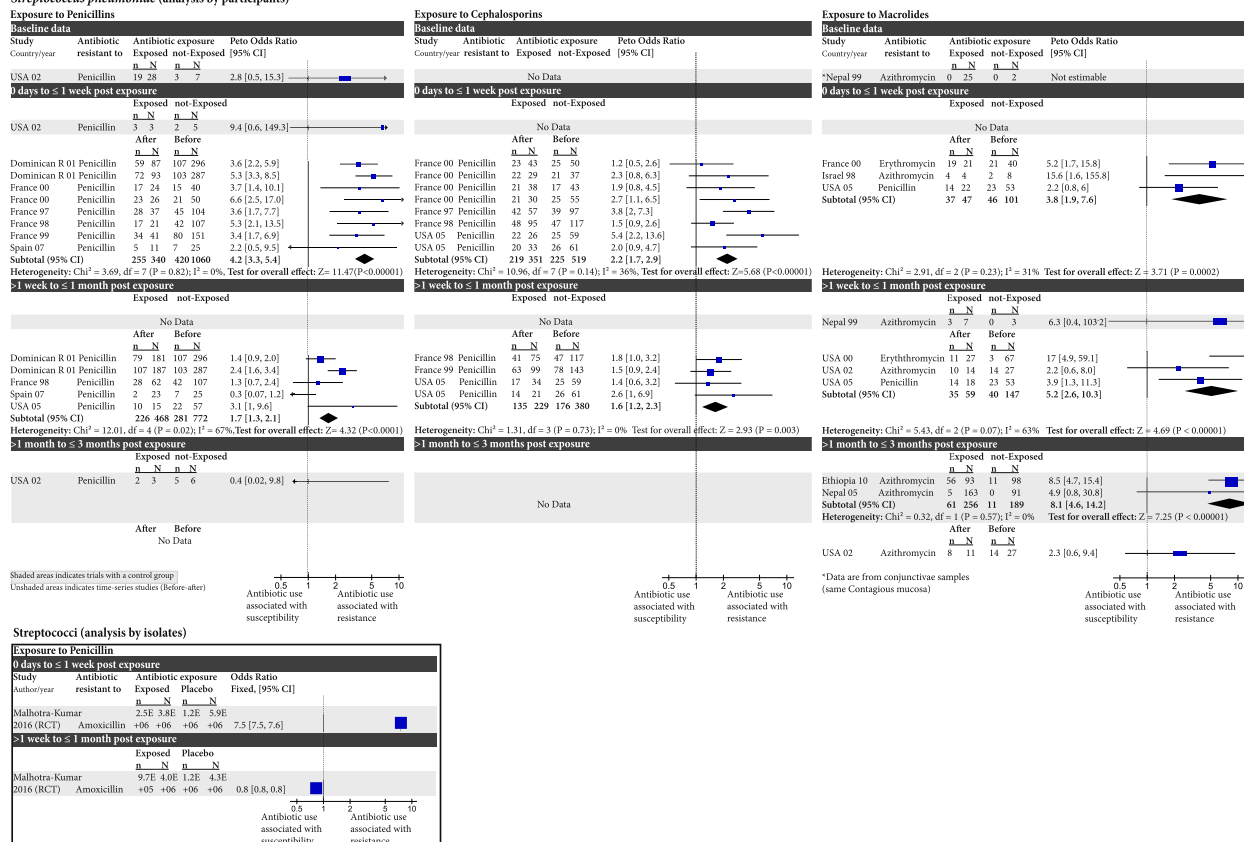 Streptococcus pneumoniae (analysis by participants)
Exposure to Penicillins
Baseline data
Study Antibiotic Antibiotic exposure Peto Odds Ratio
Country/year resistant to Exposed not-Exposed [95% CI]
n N n N
USA 02 Penicillin 19 28 3 7 2.8 [0.5, 15.3]
0 days to ≤ 1 week post exposure
Exposed not-Exposed
n N n N
USA 02 Penicillin 3 3 2 5 9.4 [0.6, 149.3]
After Before
n N n N
Dominican R 01 Penicillin 59 87 107 296 3.6 [2.2, 5.9]
Dominican R 01 Penicillin 72 93 103 287 5.3 [3.3, 8.5]
France 00 Penicillin 17 24 15 40 3.7 [1.4, 10.1]
France 00 Penicillin 23 26 21 50 6.6 [2.5, 17.0]
France 97 Penicillin 28 37 45 104 3.6 [1.7, 7.7]
France 98 Penicillin 17 21 42 107 5.3 [2.1, 13.5]
France 99 Penicillin 34 41 80 151 3.4 [1.7, 6.9]
Spain 07 Penicillin 5 11 7 25 2.2 [0.5, 9.5]
Subtotal (95% CI) 255 340 420 1060 4.2 [3.3, 5.4]
Heterogeneity: Chi² = 3.69, df = 7 (P = 0.82); I² = 0%, Test for overall effect: Z= 11.47(P<0.00001)
>1 week to ≤ 1 month post exposure
Exposed not-Exposed
No Data
After Before
n N n N
Dominican R 01 Penicillin 79 181 107 296 1.4 [0.9, 2.0]
Dominican R 01 Penicillin 107 187 103 287 2.4 [1.6, 3.4]
France 98 Penicillin 28 62 42 107 1.3 [0.7, 2.4]
Spain 07 Penicillin 2 23 7 25 0.3 [0.07, 1.2]
USA 05 Penicillin 10 15 22 57 3.1 [1, 9.6]
Subtotal (95% CI) 226 468 281 772 1.7 [1.3, 2.1]
Heterogeneity: Chi² = 12.01, df = 4 (P = 0.02); I² = 67%,Test for overall effect: Z= 4.32 (P<0.0001)
>1 month to ≤ 3 months post exposure
Exposed not-Exposed
n N n N
USA 02 Penicillin 2 3 5 6 0.4 [0.02, 9.8]
After Before
No Data
Shaded areas indicates trials with a control group
Unshaded areas indicates time-series studies (Before-after)
0.5 1 2 5 10
Antibiotic use Antibiotic use
associated with associated with
susceptibility resistance
Exposure to Cephalosporins
Baseline data
Study Antibiotic Antibiotic exposure Peto Odds Ratio
Country/year resistant to Exposed not-Exposed [95% CI]
n N n N
No Data
0 days to ≤ 1 week post exposure
Exposed not-Exposed
No Data
After Before
n N n N
France 00 Penicillin 23 43 25 50 1.2 [0.5, 2.6]
France 00 Penicillin 22 29 21 37 2.3 [0.8, 6.3]
France 00 Penicillin 21 38 17 43 1.9 [0.8, 4.5]
France 00 Penicillin 21 30 25 55 2.7 [1.1, 6.5]
France 97 Penicillin 42 57 39 97 3.8 [2, 7.3]
France 98 Penicillin 48 95 47 117 1.5 [0.9, 2.6]
USA 05 Penicillin 22 26 25 59 5.4 [2.2, 13.6]
USA 05 Penicillin 20 33 26 61 2.0 [0.9, 4.7]
Subtotal (95% CI) 219 351 225 519 2.2 [1.7, 2.9]
Heterogeneity: Chi² = 10.96, df = 7 (P = 0.14); I² = 36%, Test for overall effect: Z=5.68 (P<0.00001)
>1 week to ≤ 1 month post exposure
Exposed not-Exposed
No Data
After Before
n N n N
France 98 Penicillin 41 75 47 117 1.8 [1.0, 3.2]
France 99 Penicillin 63 99 78 143 1.5 [0.9, 2.4]
USA 05 Penicillin 17 34 25 59 1.4 [0.6, 3.2]
USA 05 Penicillin 14 21 26 61 2.6 [1, 6.9]
Subtotal (95% CI) 135 229 176 380 1.6 [1.2, 2.3]
Heterogeneity: Chi² = 1.31, df = 3 (P = 0.73); I² = 0% Test for overall effect: Z = 2.93 (P = 0.003)
>1 month to ≤ 3 months post exposure
No Data
0.5 1 2 5 10
Antibiotic use Antibiotic use
associated with associated with
susceptibility resistance
Exposure to Macrolides
Baseline data
Study Antibiotic Antibiotic exposure Peto Odds Ratio
Country/year resistant to Exposed not-Exposed [95% CI]
n N n N
*Nepal 99 Azithromycin 0 25 0 2 Not estimable
0 days to ≤ 1 week post exposure
Exposed not-Exposed
No Data
After Before
n N n N
France 00 Erythromycin 19 21 21 40 5.2 [1.7, 15.8]
Israel 98 Azithromycin 4 4 2 8 15.6 [1.6, 155.8]
USA 05 Penicillin 14 22 23 53 2.2 [0.8, 6]
Subtotal (95% CI) 37 47 46 101 3.8 [1.9, 7.6]
Heterogeneity: Chi² = 2.91, df = 2 (P = 0.23); I² = 31% Test for overall effect: Z = 3.71 (P = 0.0002)
>1 week to ≤ 1 month post exposure
Exposed not-Exposed
n N n N
Nepal 99 Azithromycin 3 7 0 3 6.3 [0.4, 103·2]
After Before
n N n N
USA 00 Eryththromycin 11 27 3 67 17 [4.9, 59.1]
USA 02 Azithromycin 10 14 14 27 2.2 [0.6, 8.0]
USA 05 Penicillin 14 18 23 53 3.9 [1.3, 11.3]
Subtotal (95% CI) 35 59 40 147 5.2 [2.6, 10.3]
Heterogeneity: Chi² = 5.43, df = 2 (P = 0.07); I² = 63% Test for overall effect: Z = 4.69 (P < 0.00001)
>1 month to ≤ 3 months post exposure
Exposed not-Exposed
n N n N
Ethiopia 10 Azithromycin 56 93 11 98 8.5 [4.7, 15.4]
Nepal 05 Azithromycin 5 163 0 91 4.9 [0.8, 30.8]
Subtotal (95% CI) 61 256 11 189 8.1 [4.6, 14.2]
Heterogeneity: Chi² = 0.32, df = 1 (P = 0.57); I² = 0% Test for overall effect: Z = 7.25 (P < 0.00001)
After Before
n N n N
USA 02 Azithromycin 8 11 14 27 2.3 [0.6, 9.4]
*Data are from conjunctivae samples
(same Contagious mucosa)
0.5 1 2 5 10
Antibiotic use Antibiotic use
associated with associated with
susceptibility resistance
Streptococci (analysis by isolates)
Exposure to Penicillin
0 days to ≤ 1 week post exposure
Study Antibiotic Antibiotic exposure Odds Ratio
Author/year resistant to Exposed Placebo Fixed, [95% CI]
n N n N
Malhotra-Kumar 2.5E 3.8E 1.2E 5.9E
2016 (RCT) Amoxicillin +06 +06 +06 +06 7.5 [7.5, 7.6]
>1 week to ≤ 1 month post exposure
Exposed Placebo
n N n N
Malhotra-Kumar 9.7E 4.0E 1.2E 4.3E
2016 (RCT) Amoxicillin +05 +06 +06 +06 0.8 [0.8, 0.8]
0.5 1 2 5 10
Antibiotic use Antibiotic use
associated with associated with
susceptibility resistance